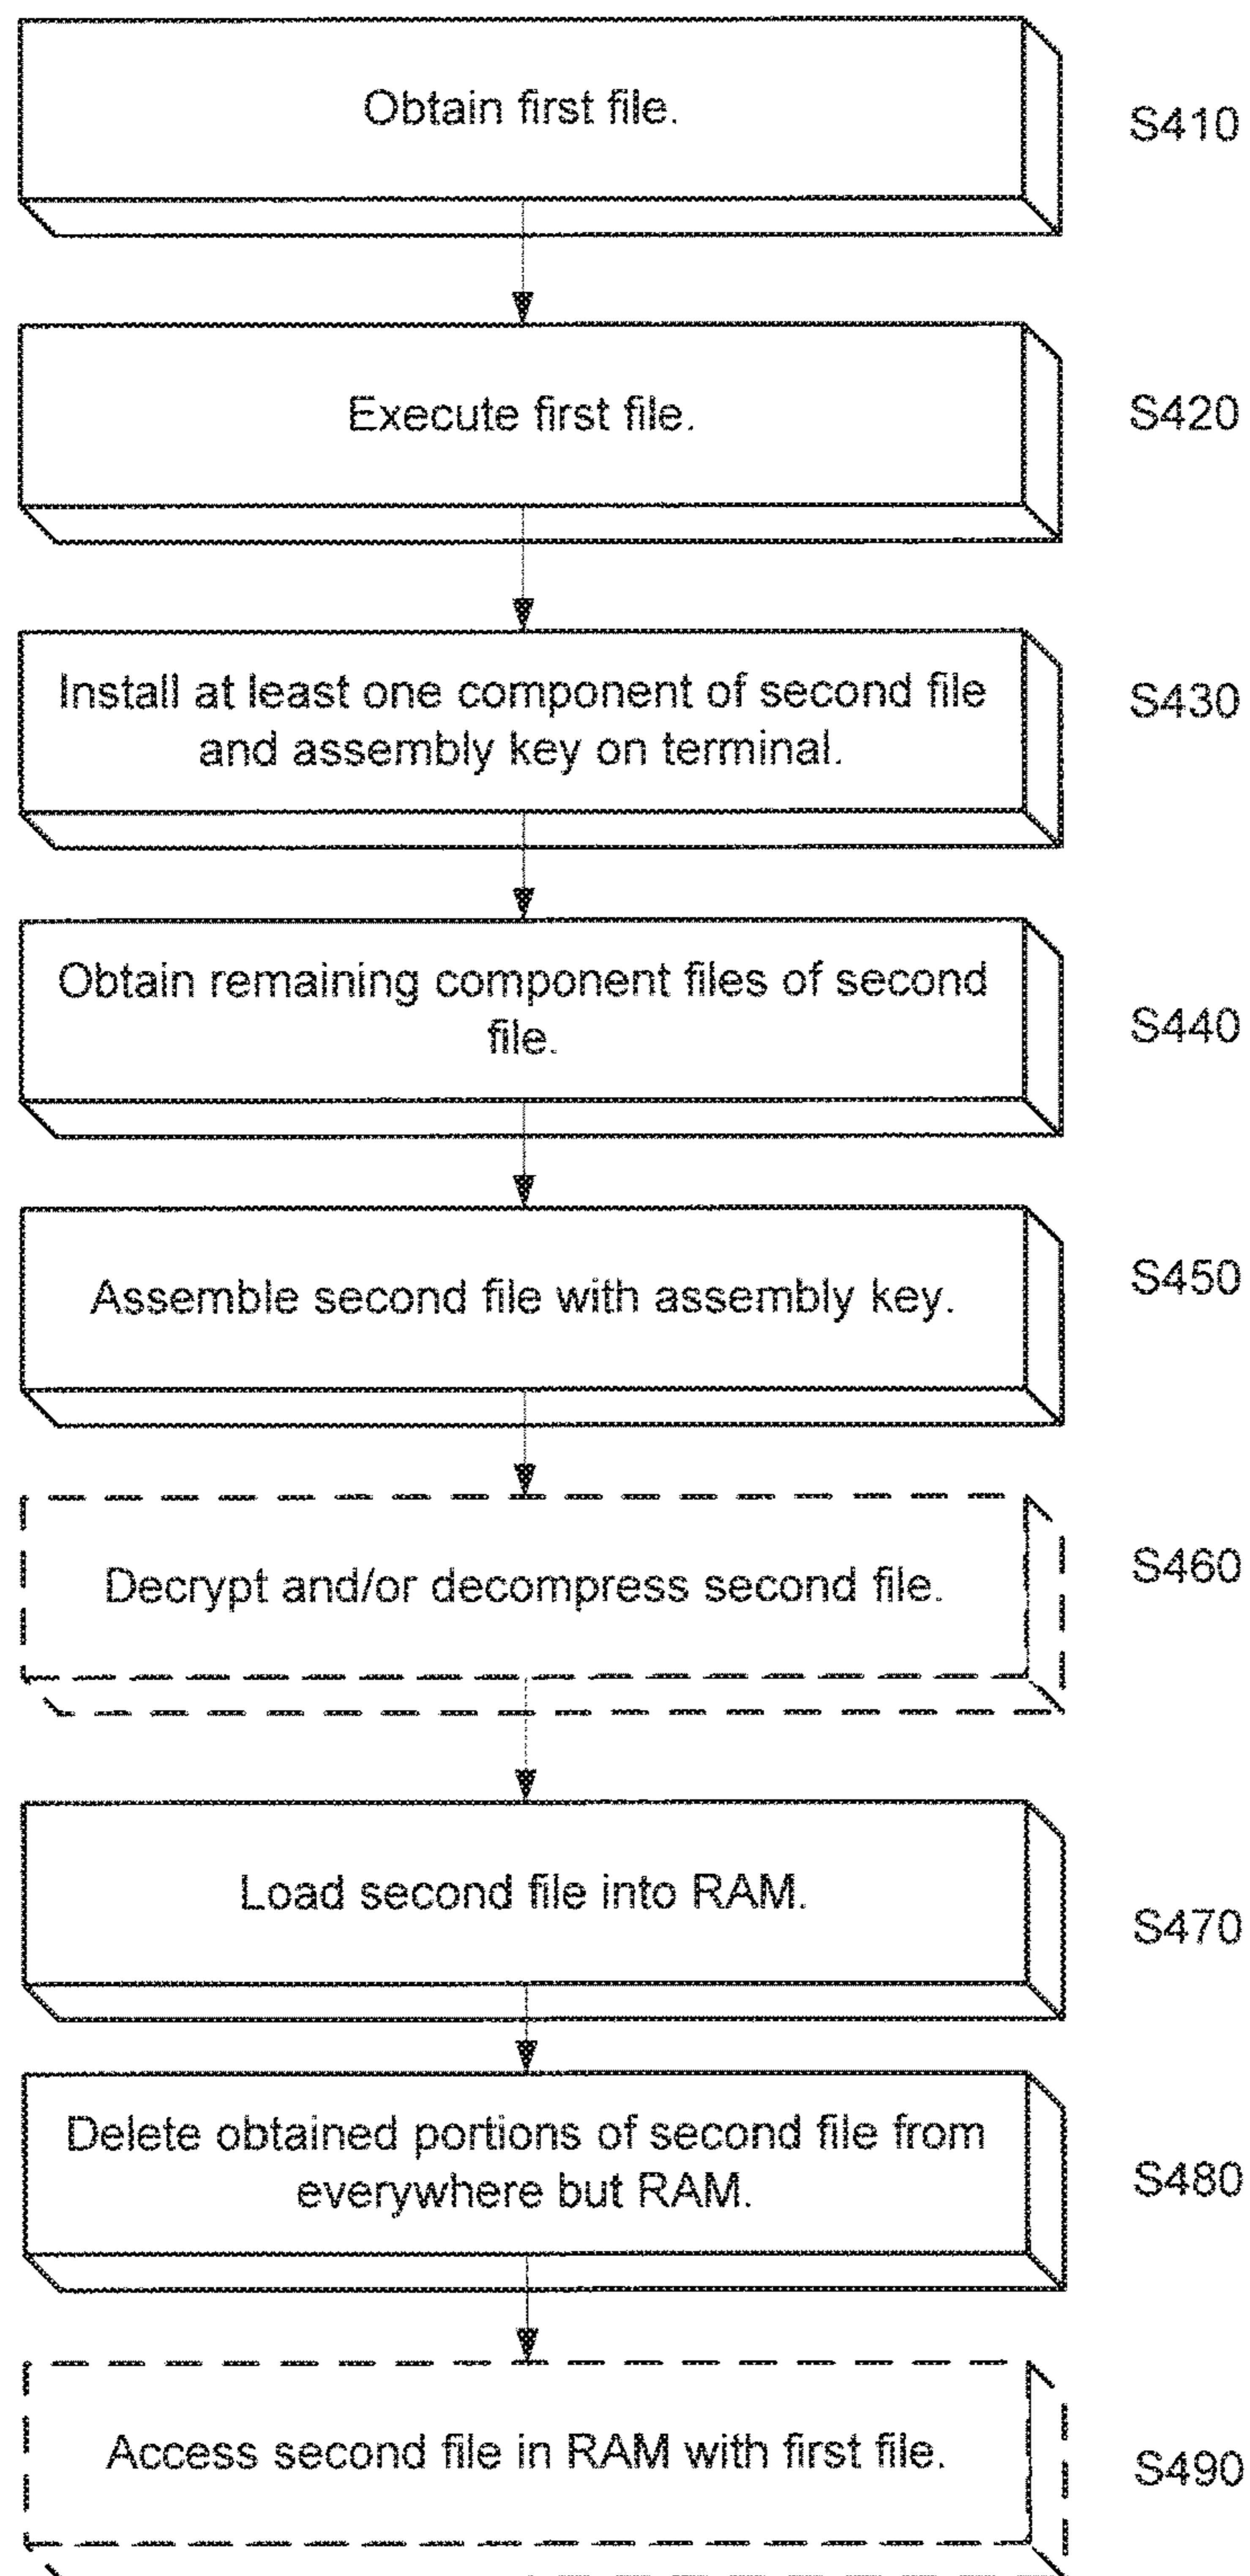 Obtain first file.
S410
Execute first file.
S420
Install at least one component of second file
and assembly key on terminal.
S430
Obtain remaining component files of second
file.
S440
Assemble second file with assembly key.
S450
Decrypt and/or decompress second file.
S460
Load second file into RAM.
S470
Delete obtained portions of second file from
everywhere but RAM.
S480
Access second file in RAM with first file.
S490